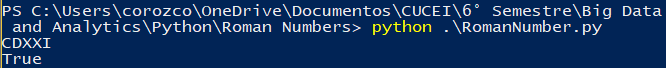 PS C:\Users\corozco\OneDrive\Documentos\CUCEI\6° Semestre\Big Data
 and Analytics\Python\Roman Numbers> python .\RomanNumber.py
CDXXI
True